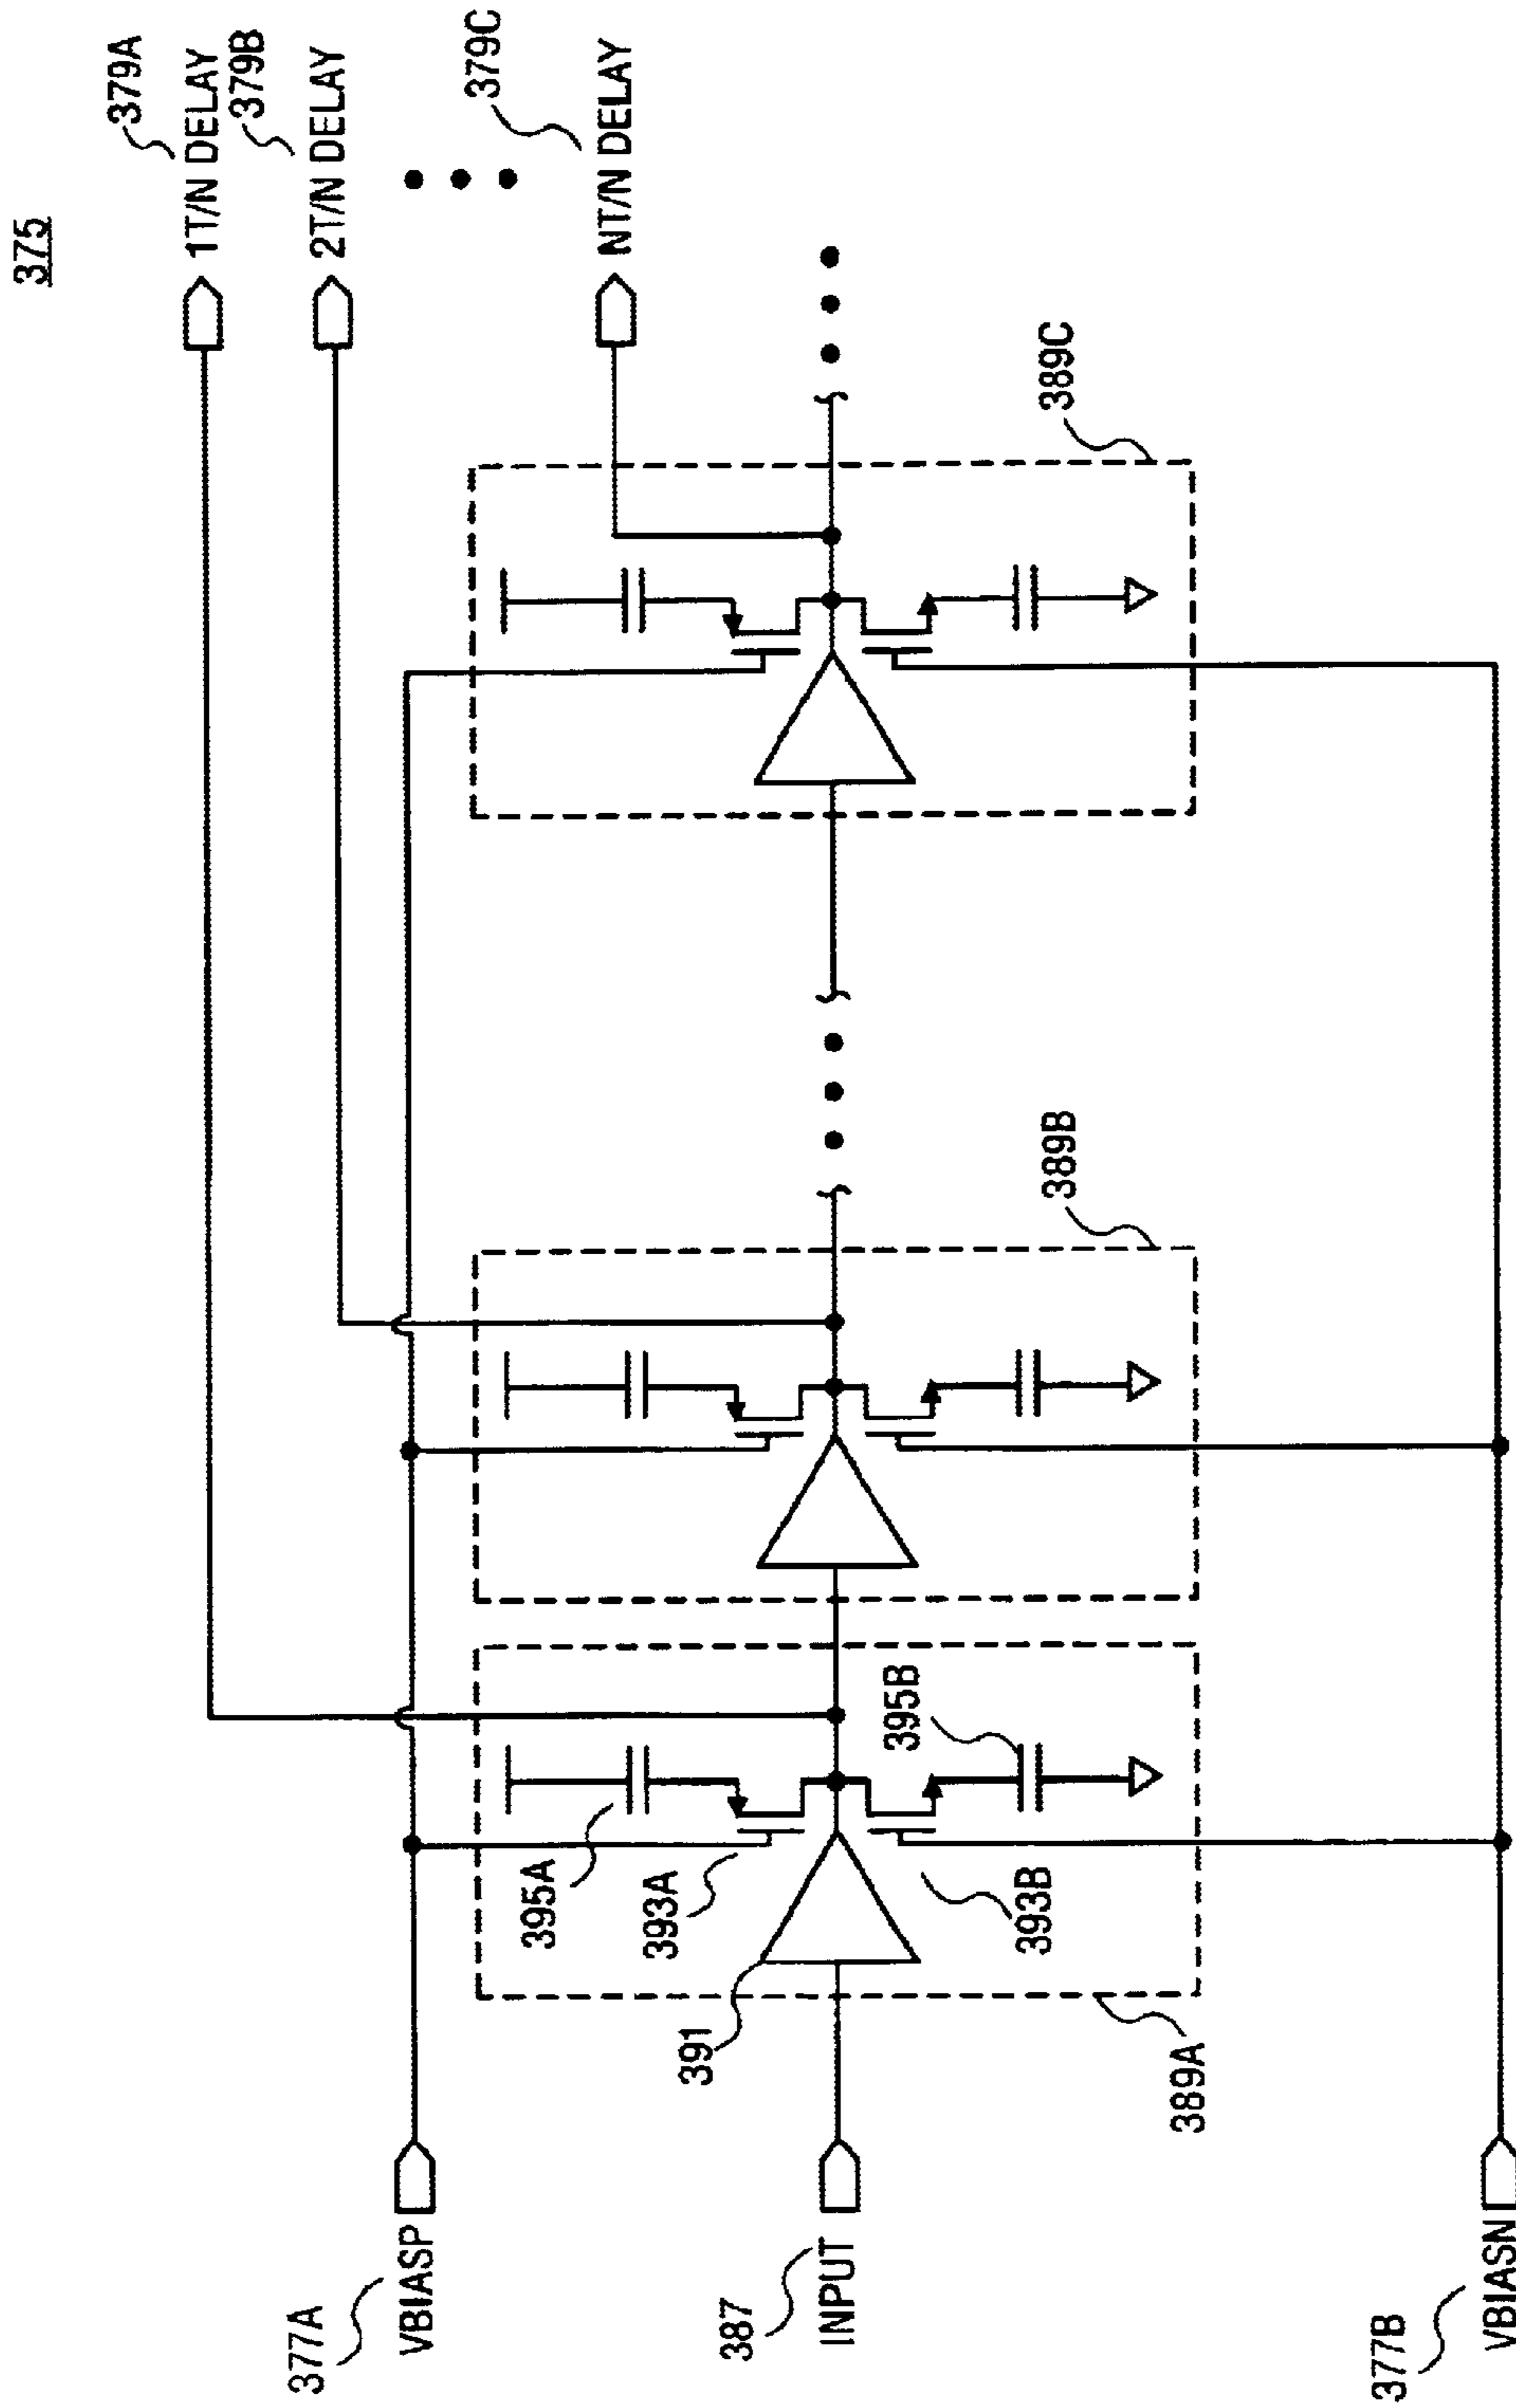 375
379A
1T/N DELAY
379B
2T/N DELAY
379C
NT/N DELAY
377A
VBIASP
395A
393A
391
387
INPUT
395B
393B
389A
389B
389C
377B
VBIASN